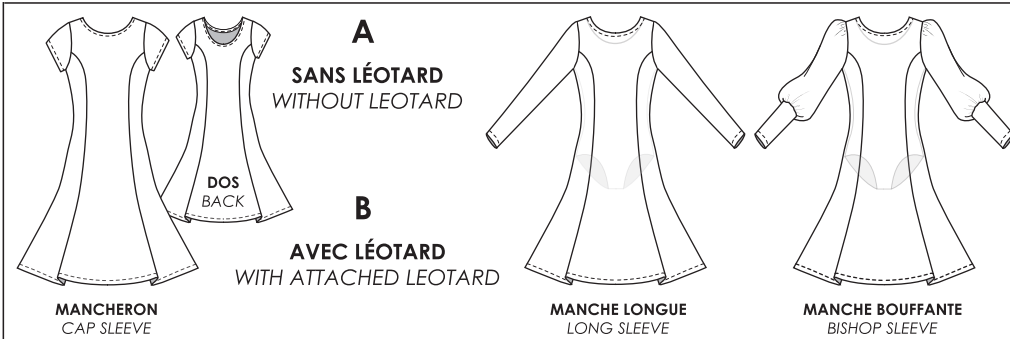 A
SANS LÉOTARD
WITHOUT LEOTARD
DOS
BACK
B
AVEC LÉOTARD
WITH ATTACHED LEOTARD
MANCHERON
CAP SLEEVE
MANCHE LONGUE
LONG SLEEVE
MANCHE BOUFFANTE
BISHOP SLEEVE